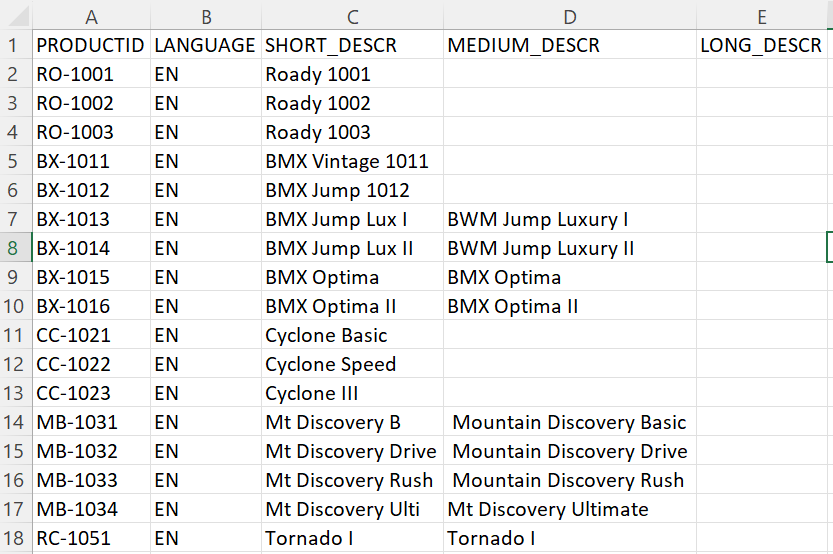 A B C D E
1 PRODUCTID LANGUAGE SHORT_DESCR MEDIUM_DESCR LONG_DESCR
2 RO-1001 EN Roady 1001
3 RO-1002 EN Roady 1002
4 RO-1003 EN Roady 1003
5 BX-1011 EN BMX Vintage 1011
6 BX-1012 EN BMX Jump 1012
7 BX-1013 EN BMX Jump Lux I BWM Jump Luxury I
8 BX-1014 EN BMX Jump Lux II BWM Jump Luxury II
9 BX-1015 EN BMX Optima BMX Optima
10 BX-1016 EN BMX Optima II BMX Optima II
11 CC-1021 EN Cyclone Basic
12 CC-1022 EN Cyclone Speed
13 CC-1023 EN Cyclone III
14 MB-1031 EN Mt Discovery B Mountain Discovery Basic
15 MB-1032 EN Mt Discovery Drive Mountain Discovery Drive
16 MB-1033 EN Mt Discovery Rush Mountain Discovery Rush
17 MB-1034 EN Mt Discovery Ulti Mt Discovery Ultimate
18 RC-1051 EN Tornado I Tornado I